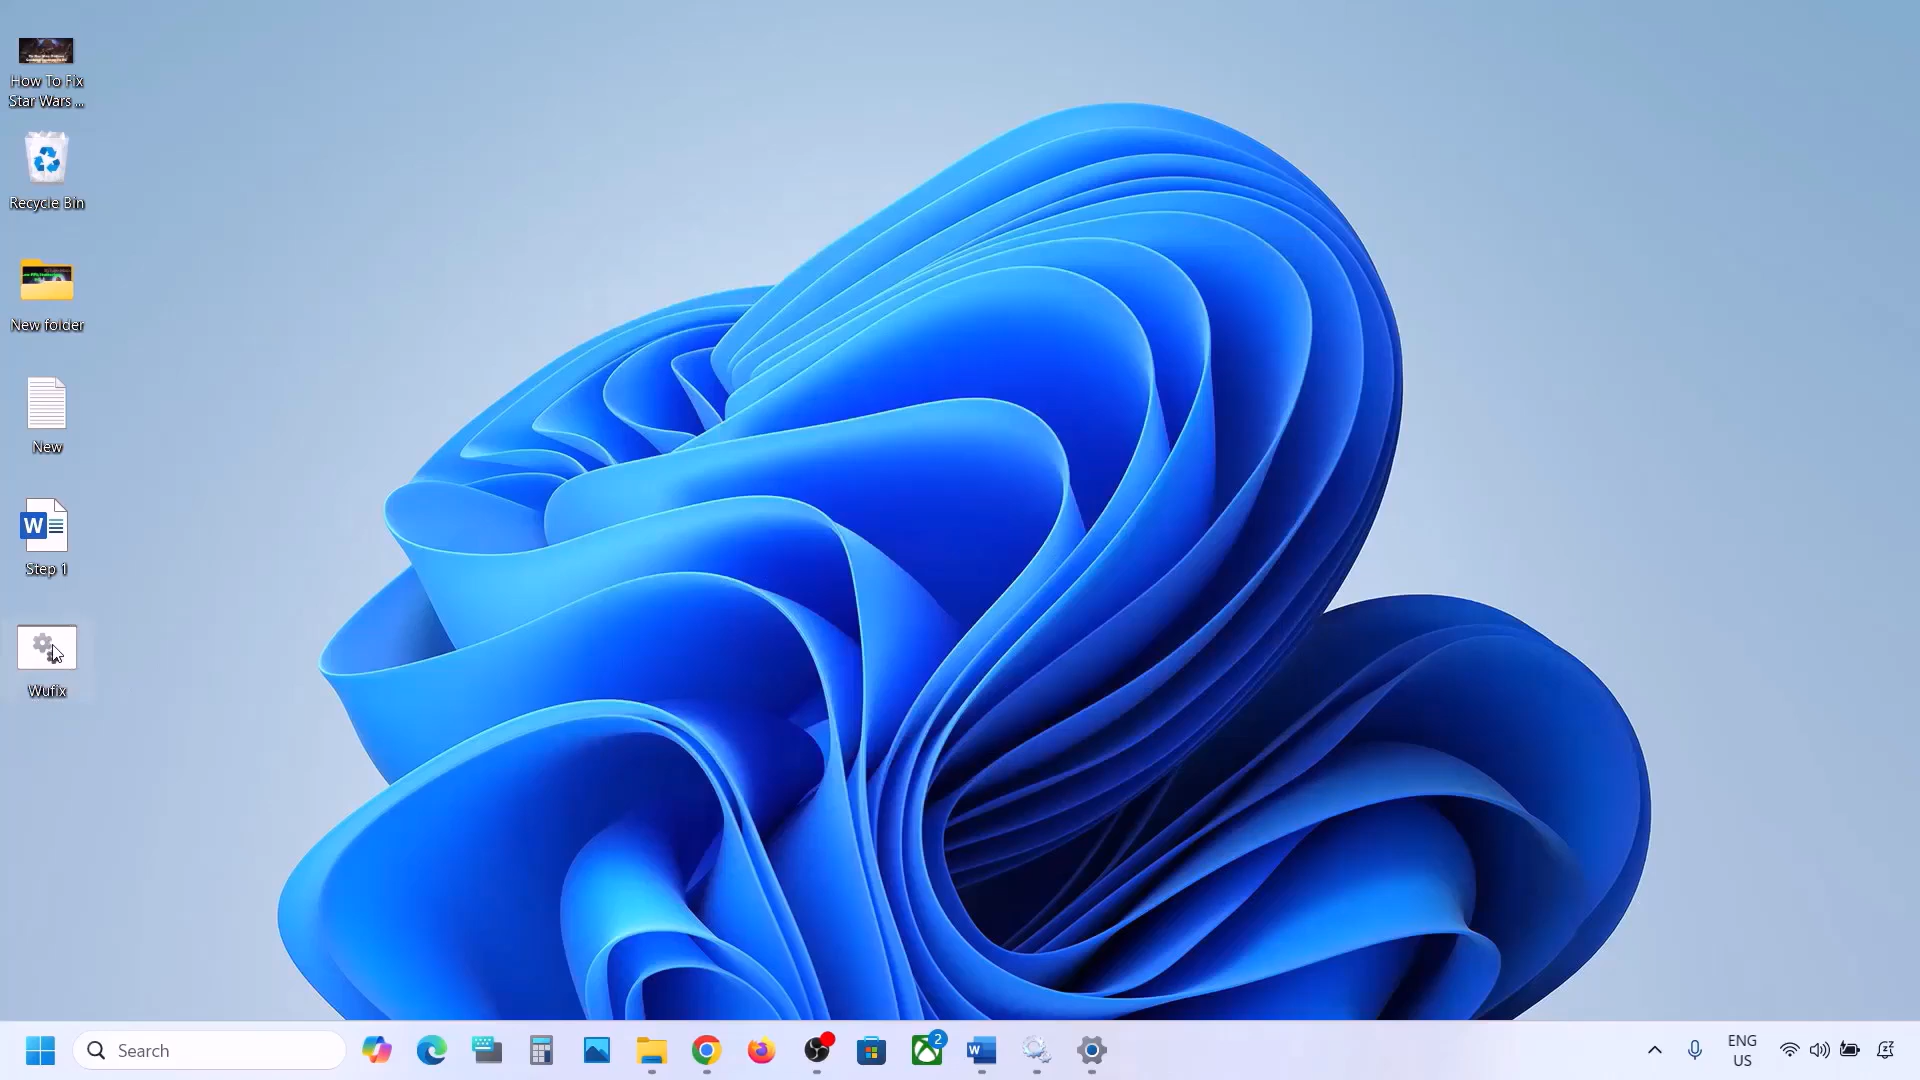 How To Fix
Star Wars ...
Recycle Bin
New folder
New
W
Step 1
Wufix
Search
2
W
ENG
US